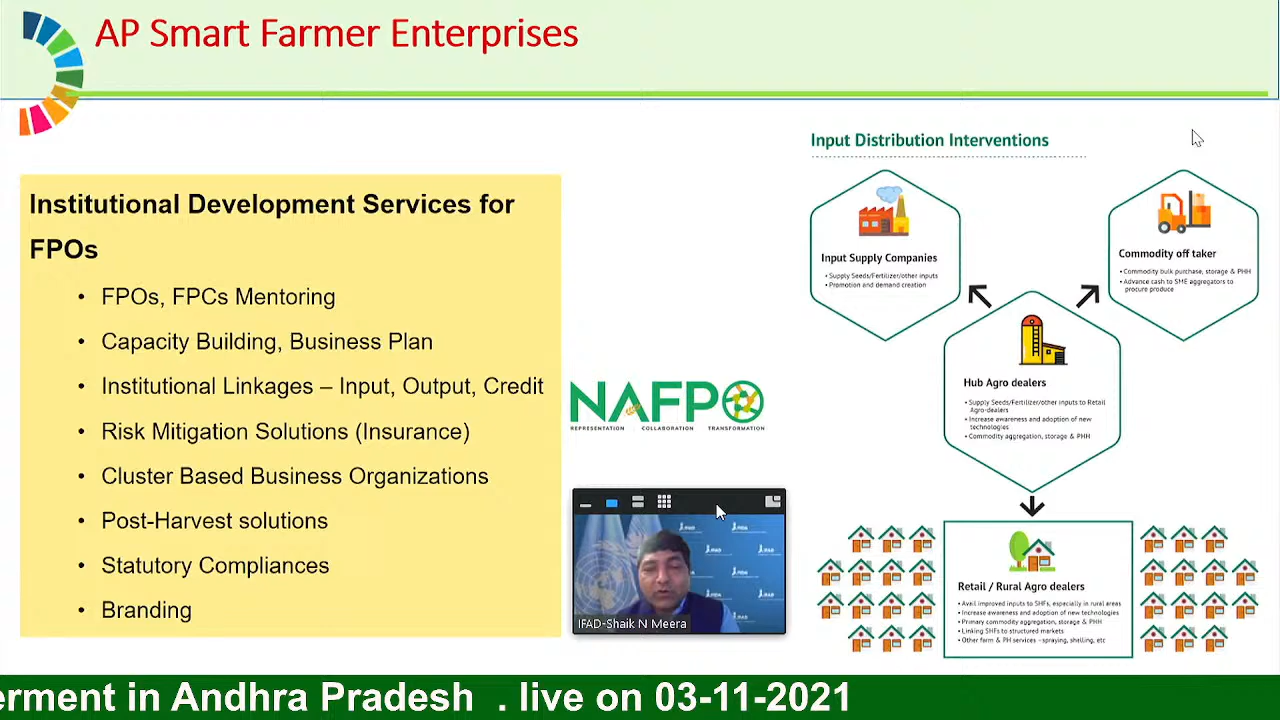 AP Smart Farmer Enterprises
Institutional Development Services for
FPOs
• FPOs, FPCs Mentoring
• Capacity Building, Business Plan
• Institutional Linkages – Input, Output, Credit
• Risk Mitigation Solutions (Insurance)
• Cluster Based Business Organizations
• Post-Harvest solutions
• Statutory Compliances
• Branding
NAFPO
REPRESENTATION COLLABORATION TRANSFORMATION
IFAD-Shaik N Meera
Input Distribution Interventions
Input Supply Companies
• Supply Seeds/Fertilizer/other inputs
• Promotion and demand creation
Commodity off taker
• Commodity bulk purchase, storage & PHH
• Advance cash to SME aggregators to
procure produce
Hub Agro dealers
• Supply Seeds/Fertilizer/other inputs to Retail
Agro-dealers
• Increase awareness and adoption of new
technologies
• Commodity aggregation, storage & PHH
Retail / Rural Agro dealers
• Avail improved inputs to SHFs, especially in rural areas
• Increase awareness and adoption of new technologies
• Primary commodity aggregation, storage & PHH
• Linking SHFs to structured markets
• Other farm & PH services - spraying, shelling, etc
erment in Andhra Pradesh . live on 03-11-2021